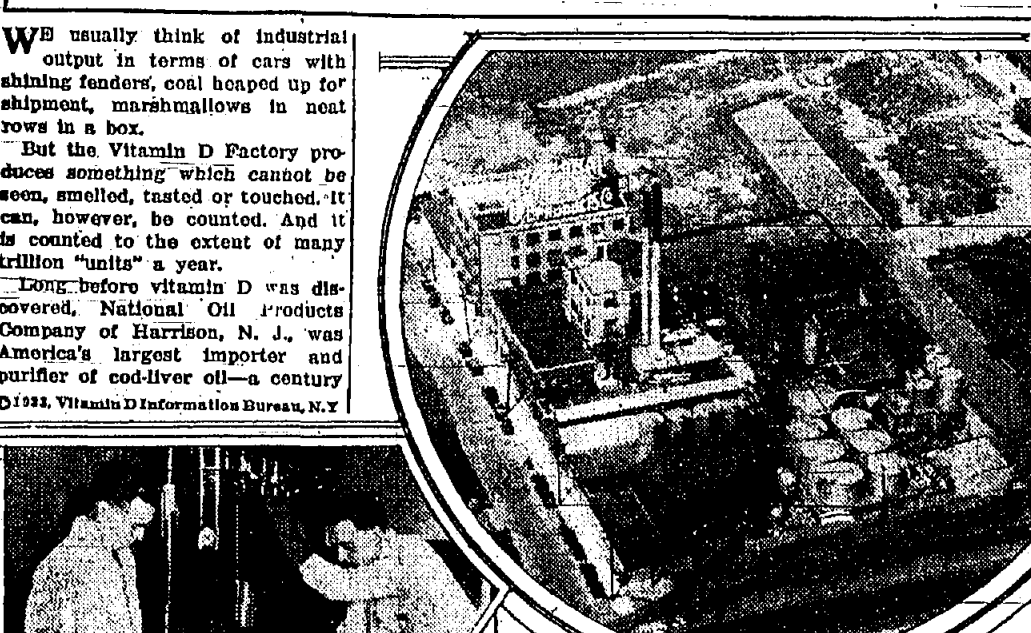 WE usually think of industrial
output in terms of cars with
shining fenders, coal heaped up for
shipment, marshmallows in neat
rows in a box.
But the Vitamin D Factory pro-
duces something which cannot be
seen, smelled, tasted or touched. It
can, however, be counted. And it
is counted to the extent of many
trillion "units" a year.
Long before vitamin D was dis-
covered, National Oil Products
Company of Harrison, N. J., was
America's largest importer and
purifier of cod-liver oil—a century
Vitamin D Information Bureau, N.Y